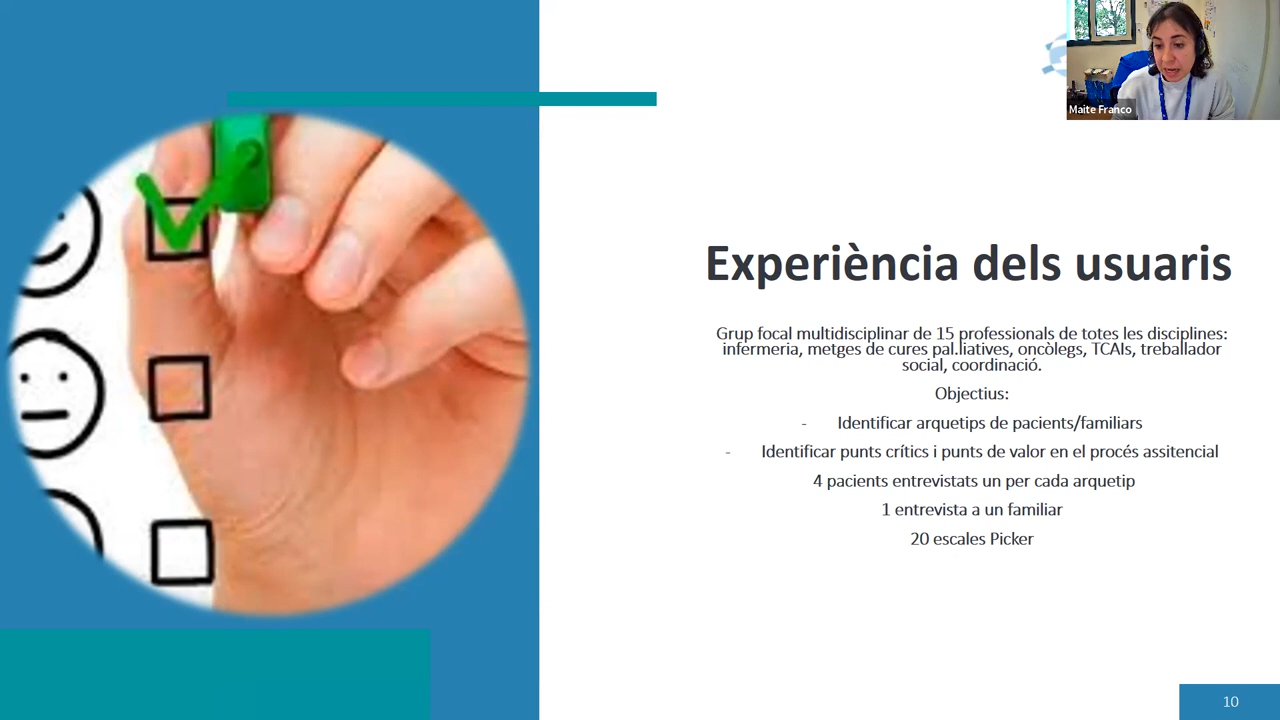 Maite Franco
Experiència dels usuaris
Grup focal multidisciplinar de 15 professionals de totes les disciplines:
infermeria, metges de cures pal.liatives, oncòlegs, TCAIs, treballador
social, coordinació.
Objectius:
- Identificar arquetips de pacients/familiars
- Identificar punts crítics i punts de valor en el procés assitencial
4 pacients entrevistats un per cada arquetip
1 entrevista a un familiar
20 escales Picker
10